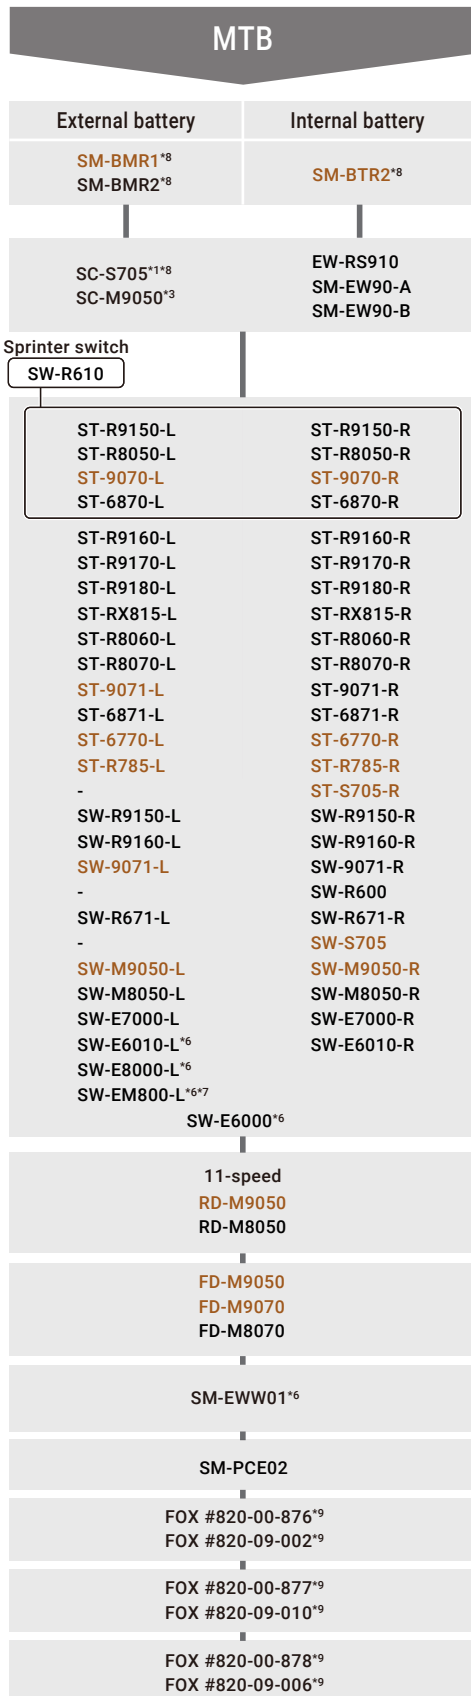 MTB
External battery Internal battery
SM-BMR1*8
SM-BMR2*8
SM-BTR2*8
SC-S705*1*8
SC-M9050*3
EW-RS910
SM-EW90-A
SM-EW90-B
Sprinter switch
SW-R610
ST-R9150-L ST-R9150-R
ST-R8050-L ST-R8050-R
ST-9070-L ST-9070-R
ST-6870-L ST-6870-R
ST-R9160-L ST-R9160-R
ST-R9170-L ST-R9170-R
ST-R9180-L ST-R9180-R
ST-RX815-L ST-RX815-R
ST-R8060-L ST-R8060-R
ST-R8070-L ST-R8070-R
ST-9071-L ST-9071-R
ST-6871-L ST-6871-R
ST-6770-L ST-6770-R
ST-R785-L ST-R785-R
- ST-S705-R
SW-R9150-L SW-R9150-R
SW-R9160-L SW-R9160-R
SW-9071-L SW-9071-R
- SW-R600
SW-R671-L SW-R671-R
- SW-S705
SW-M9050-L SW-M9050-R
SW-M8050-L SW-M8050-R
SW-E7000-L SW-E7000-R
SW-E6010-L*6 SW-E6010-R
SW-E8000-L*6
SW-EM800-L*6*7
SW-E6000*6
11-speed
RD-M9050
RD-M8050
FD-M9050
FD-M9070
FD-M8070
SM-EWW01*6
SM-PCE02
FOX #820-00-876*9
FOX #820-09-002*9
FOX #820-00-877*9
FOX #820-09-010*9
FOX #820-00-878*9
FOX #820-09-006*9